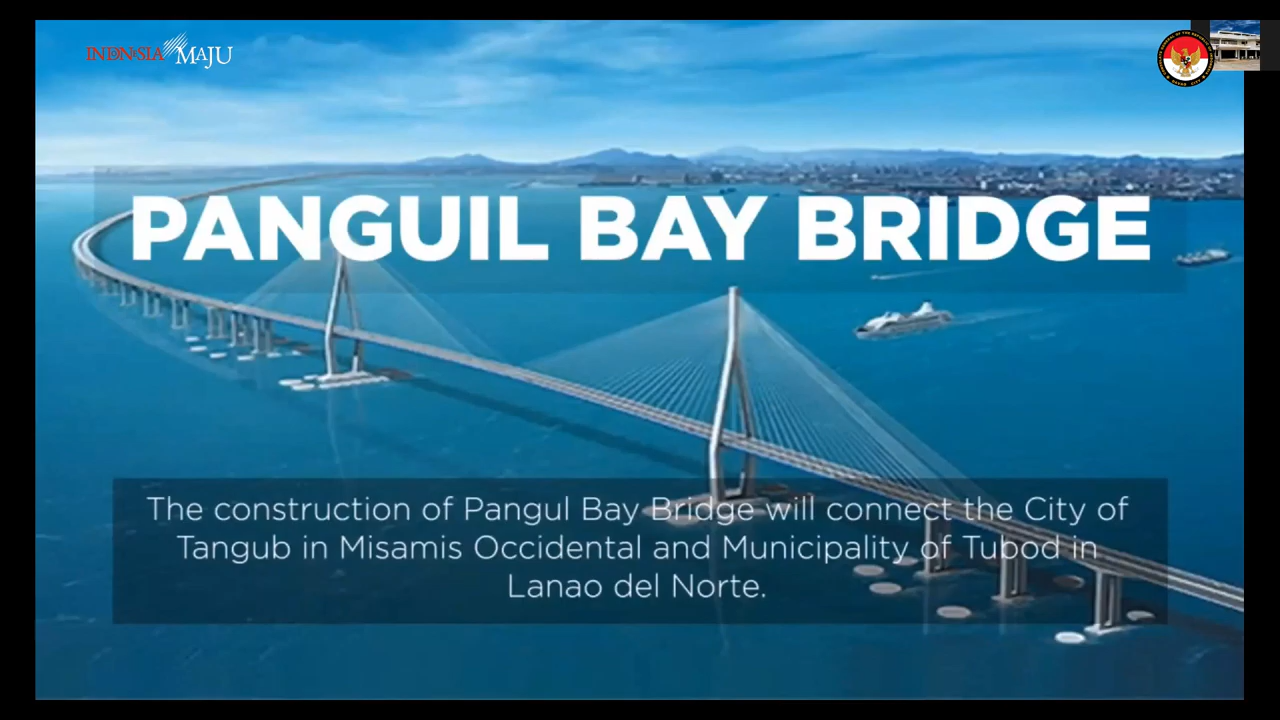 INDONESIA MAJU
PANGUIL BAY BRIDGE
The construction of Pangul Bay Bridge will connect the City of
Tangub in Misamis Occidental and Municipality of Tubod in
Lanao del Norte.